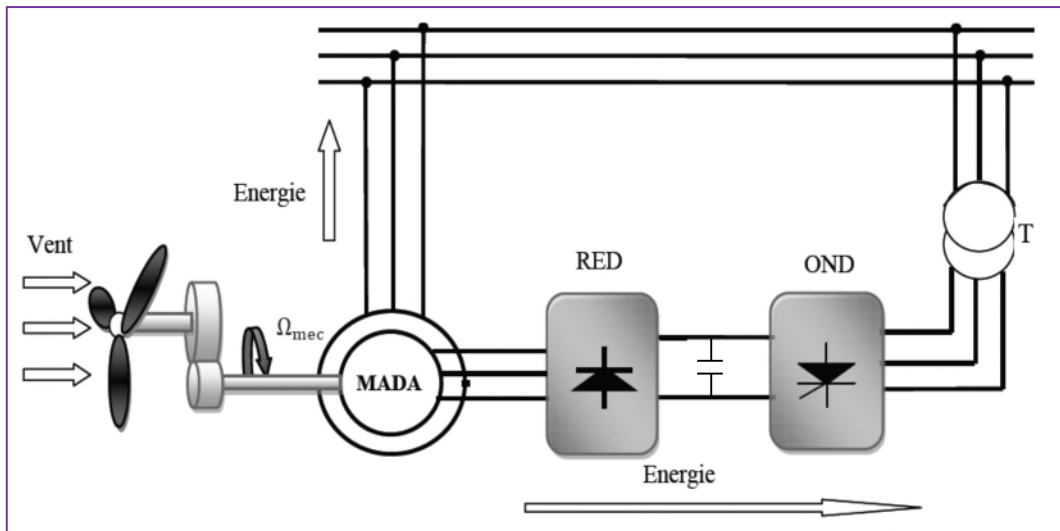 Energie
Vent
RED
OND
T
Ωmec
MADA
Energie